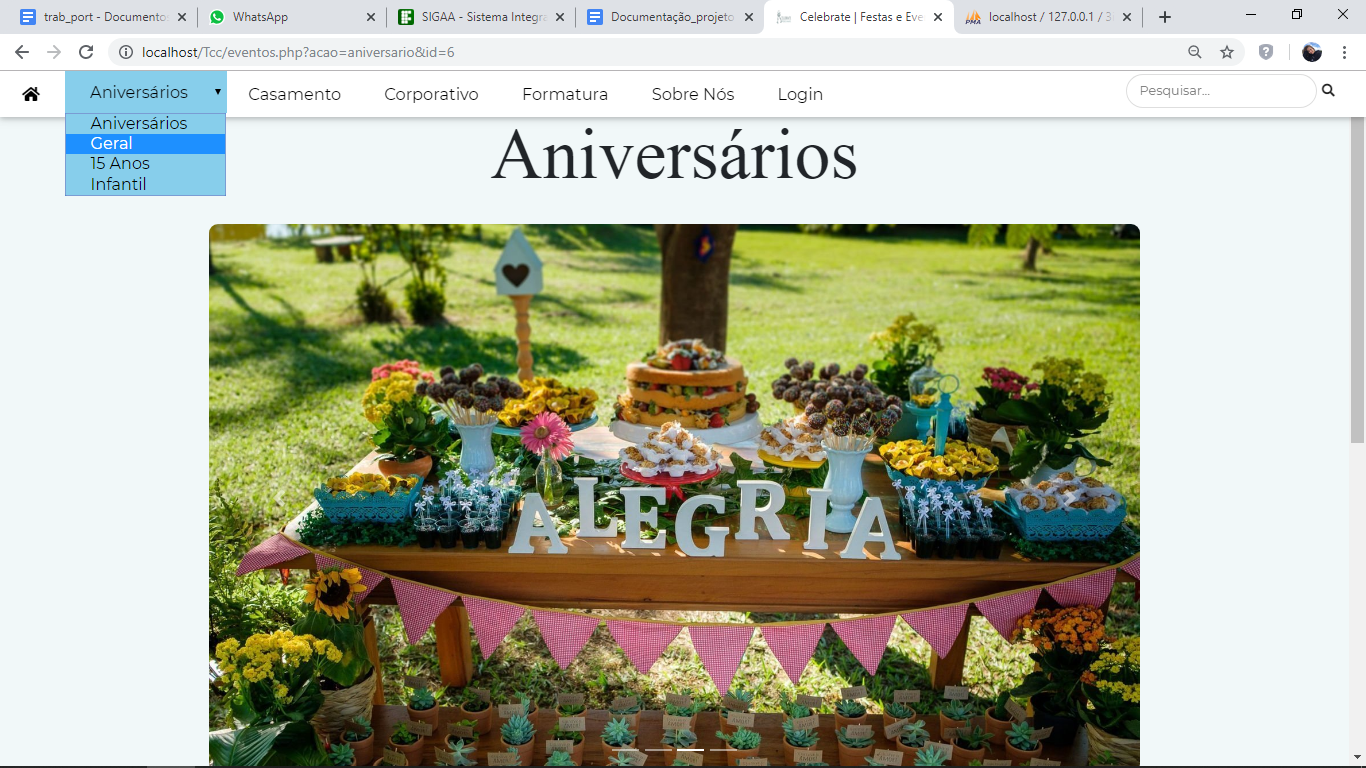 trab_port - Documento
WhatsApp
SIGAA - Sistema Integra
Documentação_projeto
Celebrate | Festas e Eve
localhost / 127.0.0.1 / 3
localhost/Tcc/eventos.php?acao=aniversario&id=6
Aniversários
Casamento
Corporativo
Formatura
Sobre Nós
Login
Pesquisar...
Aniversários
Geral
15 Anos
Infantil
Aniversários
ALEGRIA